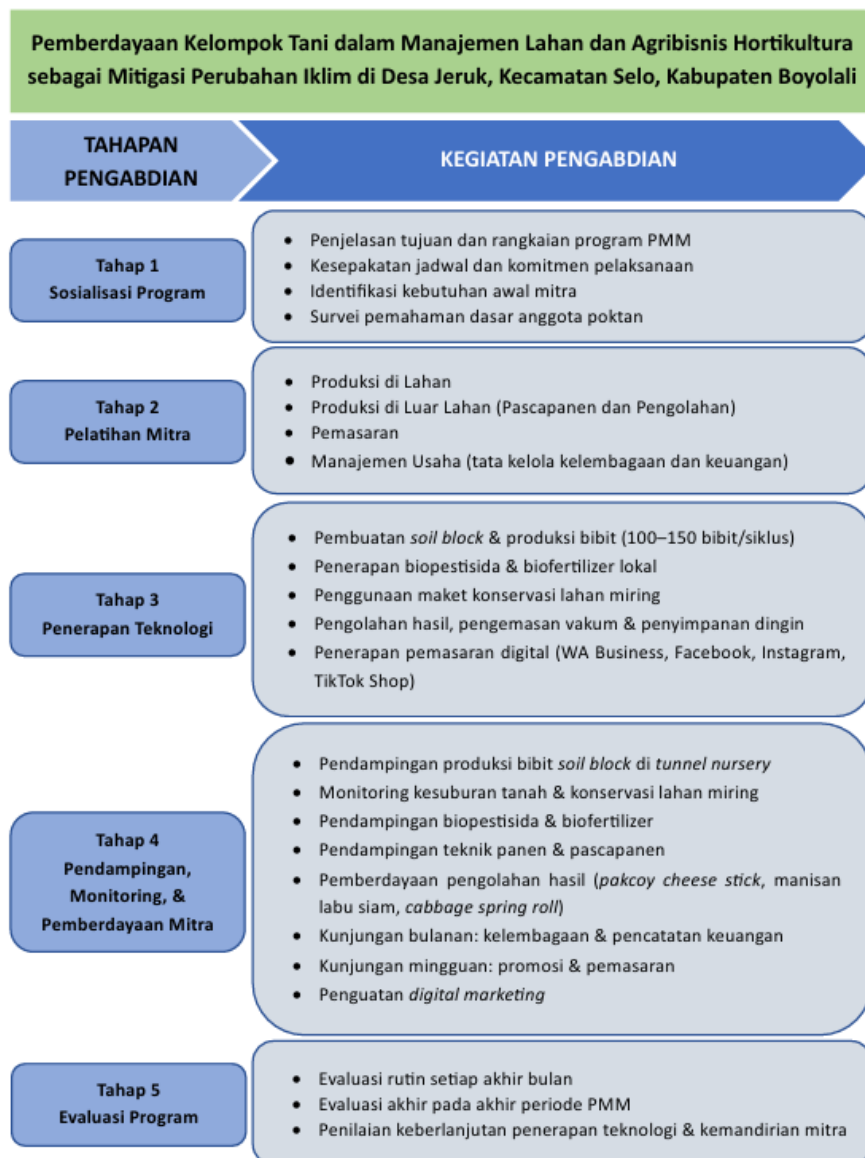 Pemberdayaan Kelompok Tani dalam Manajemen Lahan dan Agribisnis Hortikultura
sebagai Mitigasi Perubahan Iklim di Desa Jeruk, Kecamatan Selo, Kabupaten Boyolali
TAHAPAN
PENGABDIAN
KEGIATAN PENGABDIAN
Tahap 1
Sosialisasi Program
• Penjelasan tujuan dan rangkaian program PMM
• Kesepakatan jadwal dan komitmen pelaksanaan
• Identifikasi kebutuhan awal mitra
• Survei pemahaman dasar anggota poktan
Tahap 2
Pelatihan Mitra
• Produksi di Lahan
• Produksi di Luar Lahan (Pascapanen dan Pengolahan)
• Pemasaran
• Manajemen Usaha (tata kelola kelembagaan dan keuangan)
Tahap 3
Penerapan Teknologi
• Pembuatan soil block & produksi bibit (100–150 bibit/siklus)
• Penerapan biopestisida & biofertilizer lokal
• Penggunaan maket konservasi lahan miring
• Pengolahan hasil, pengemasan vakum & penyimpanan dingin
• Penerapan pemasaran digital (WA Business, Facebook, Instagram,
TikTok Shop)
Tahap 4
Pendampingan,
Monitoring, &
Pemberdayaan Mitra
• Pendampingan produksi bibit soil block di tunnel nursery
• Monitoring kesuburan tanah & konservasi lahan miring
• Pendampingan biopestisida & biofertilizer
• Pendampingan teknik panen & pascapanen
• Pemberdayaan pengolahan hasil (pakcoy cheese stick, manisan
labu siam, cabbage spring roll)
• Kunjungan bulanan: kelembagaan & pencatatan keuangan
• Kunjungan mingguan: promosi & pemasaran
• Penguatan digital marketing
Tahap 5
Evaluasi Program
• Evaluasi rutin setiap akhir bulan
• Evaluasi akhir pada akhir periode PMM
• Penilaian keberlanjutan penerapan teknologi & kemandirian mitra